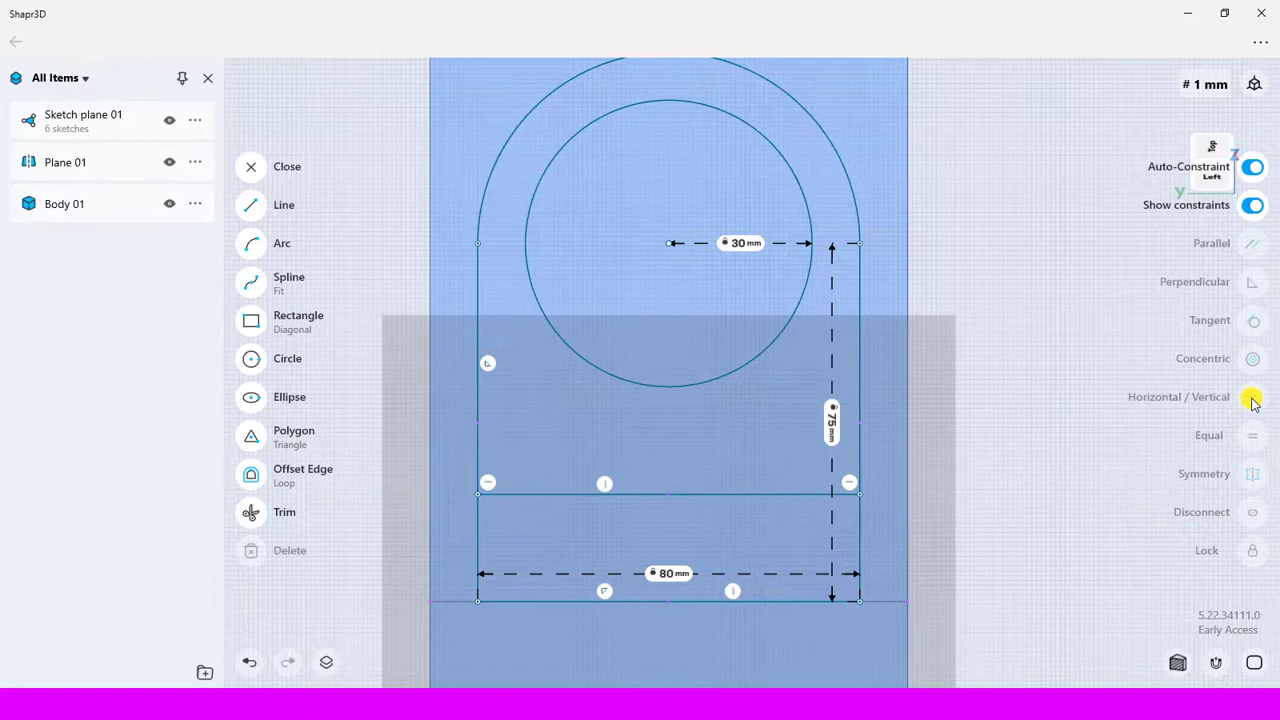 Shapr3D
All Items
# 1 mm
Sketch plane 01
6 sketches
Plane 01
Body 01
Close
Line
Arc
Spline
Fit
Rectangle
Diagonal
Circle
Ellipse
Polygon
Triangle
Offset Edge
Loop
Trim
Delete
30 mm
75 mm
80 mm
Left
Z
y
Auto-Constraint
Show constraints
Parallel
Perpendicular
Tangent
Concentric
Horizontal / Vertical
Equal
Symmetry
Disconnect
Lock
5.22.34111.0
Early Access